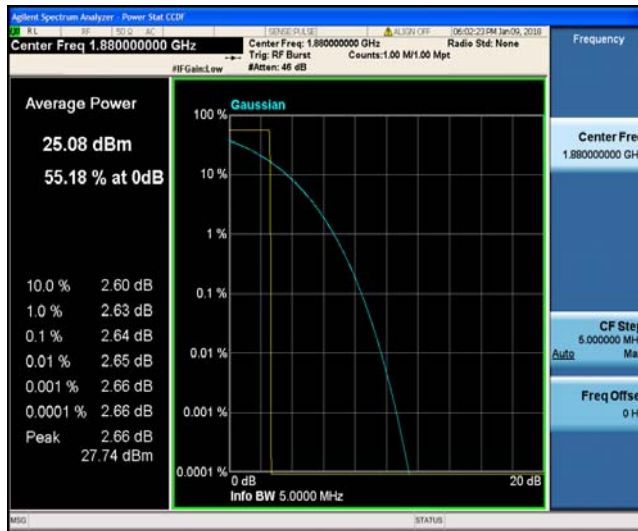 Agilent Spectrum Analyzer - Power Stat CCDF
RL RF 50 Ω AC SENSE:PULSE ALIGN OFF 06:02:23 PM Jan 09, 2018
Center Freq 1.880000000 GHz
Center Freq: 1.880000000 GHz Radio Std: None
Trig: RF Burst Counts:1.00 M/1.00 Mpt
#IFGain:Low #Atten: 46 dB
Frequency
Average Power
25.08 dBm
55.18 % at 0dB
10.0 % 2.60 dB
1.0 % 2.63 dB
0.1 % 2.64 dB
0.01 % 2.65 dB
0.001 % 2.66 dB
0.0001 % 2.66 dB
Peak 2.66 dB
27.74 dBm
Gaussian
100 %
10 %
1 %
0.1 %
0.01 %
0.001 %
0.0001 %
0 dB 20 dB
Info BW 5.0000 MHz
Center Fre
1.880000000 GH
CF Ste
5.000000 MH
Auto Ma
Freq Offse
0 H
MSG STATUS